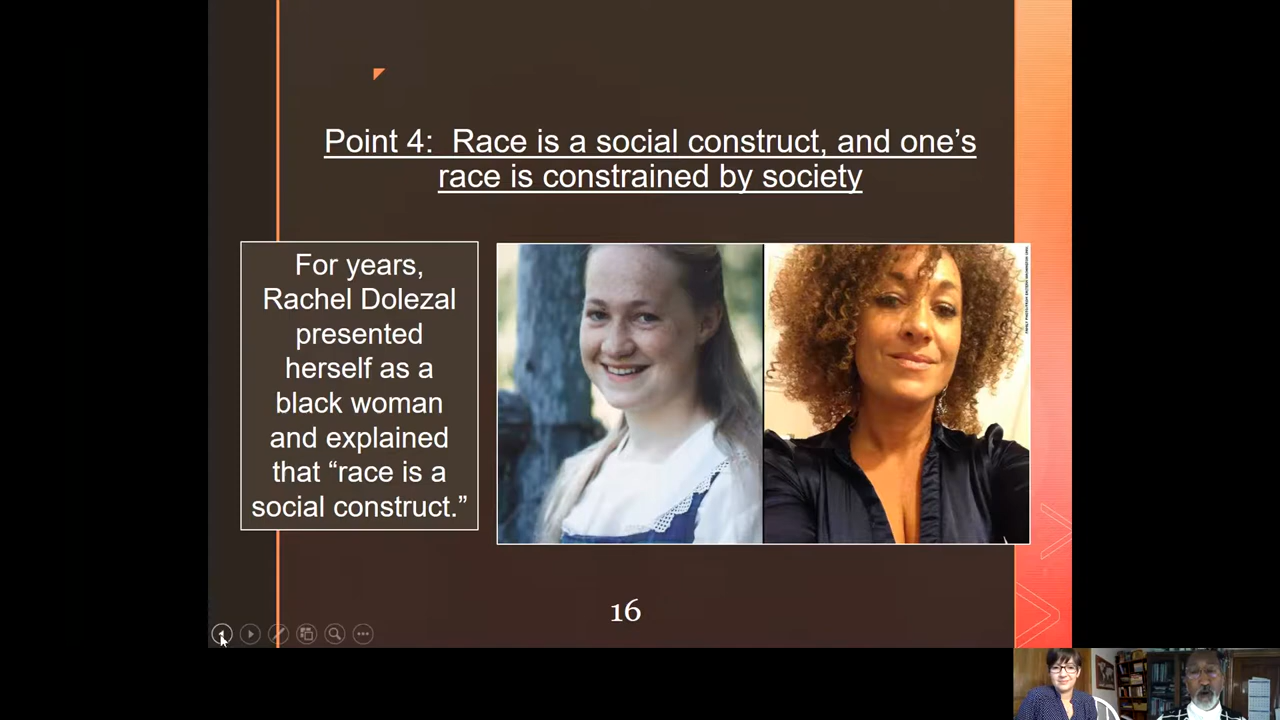 Point 4:  Race is a social construct, and one’s
race is constrained by society
For years,
Rachel Dolezal
presented
herself as a
black woman
and explained
that “race is a
social construct.”
16